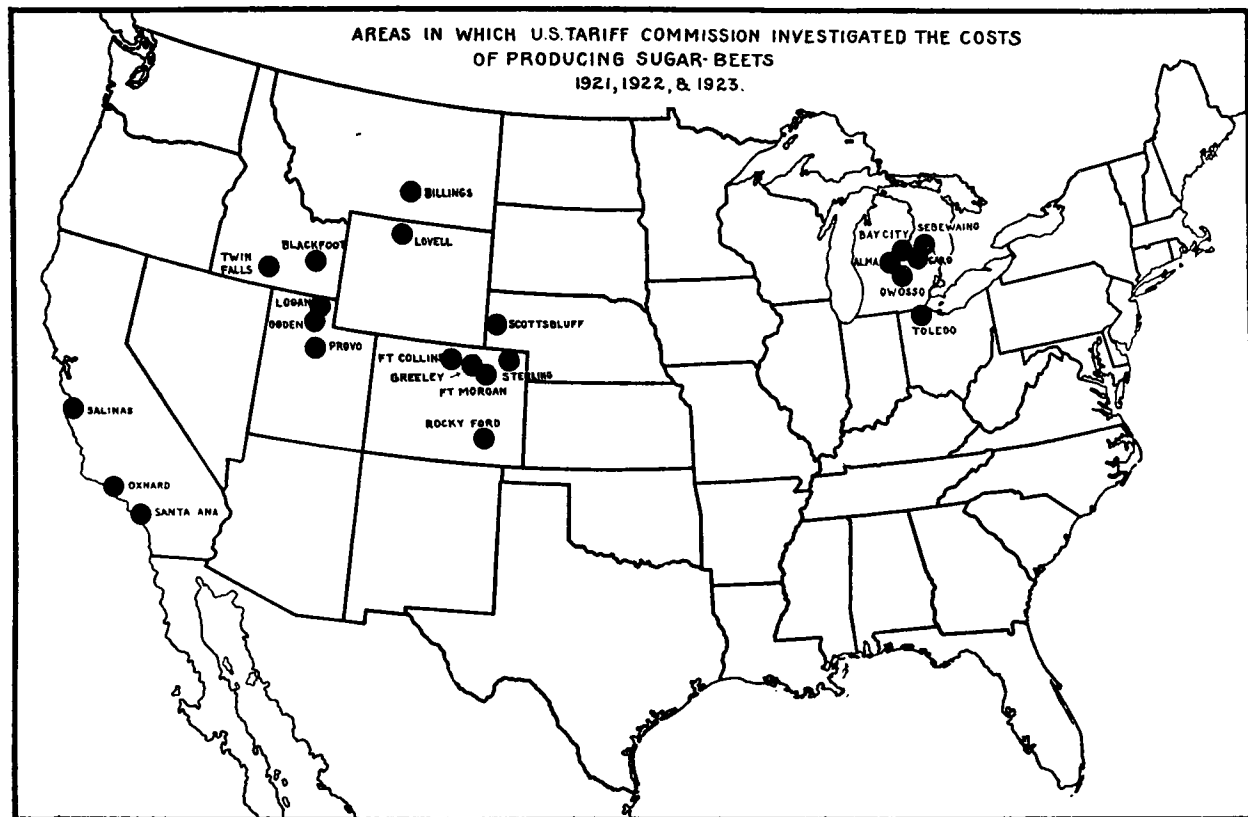 AREAS IN WHICH U.S. TARIFF COMMISSION INVESTIGATED THE COSTS
OF PRODUCING SUGAR-BEETS
1921, 1922, & 1923.
BILLINGS
LOVELL
BLACKFOOT
TWIN
FALLS
LOGAN
OGDEN
PROVO
SCOTTSBLUFF
FT COLLINS
GREELEY
STERLING
FT MORGAN
ROCKY FORD
SALINAS
OXNARD
SANTA ANA
BAY CITY
SEBEWAING
ALMA
CARO
OWOSSO
TOLEDO